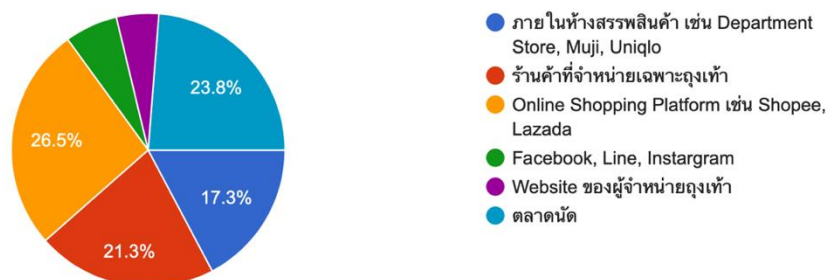 23.8%
26.5%
17.3%
21.3%
ภายในห้างสรรพสินค้า เช่น Department
Store, Muji, Uniqlo
ร้านค้าที่จำหน่ายเฉพาะถุงเท้า
Online Shopping Platform เช่น Shopee,
Lazada
Facebook, Line, Instargram
Website ของผู้จำหน่ายถุงเท้า
ตลาดนัด